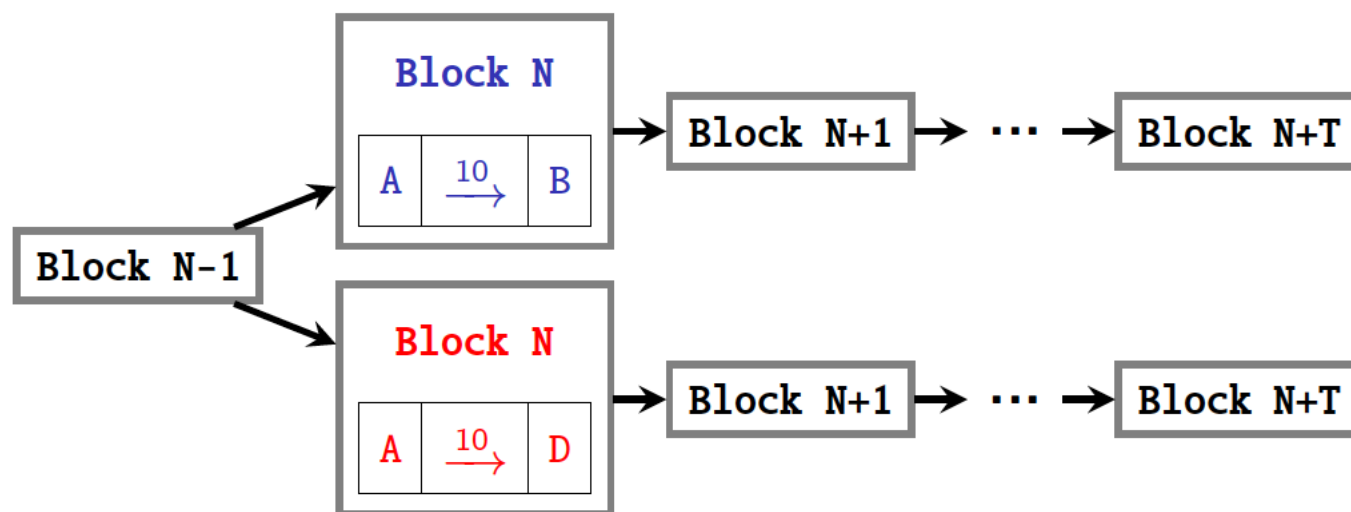 Block N
A 10 B
Block N+1
...
Block N+T
Block N-1
Block N
A 10 D
Block N+1
...
Block N+T